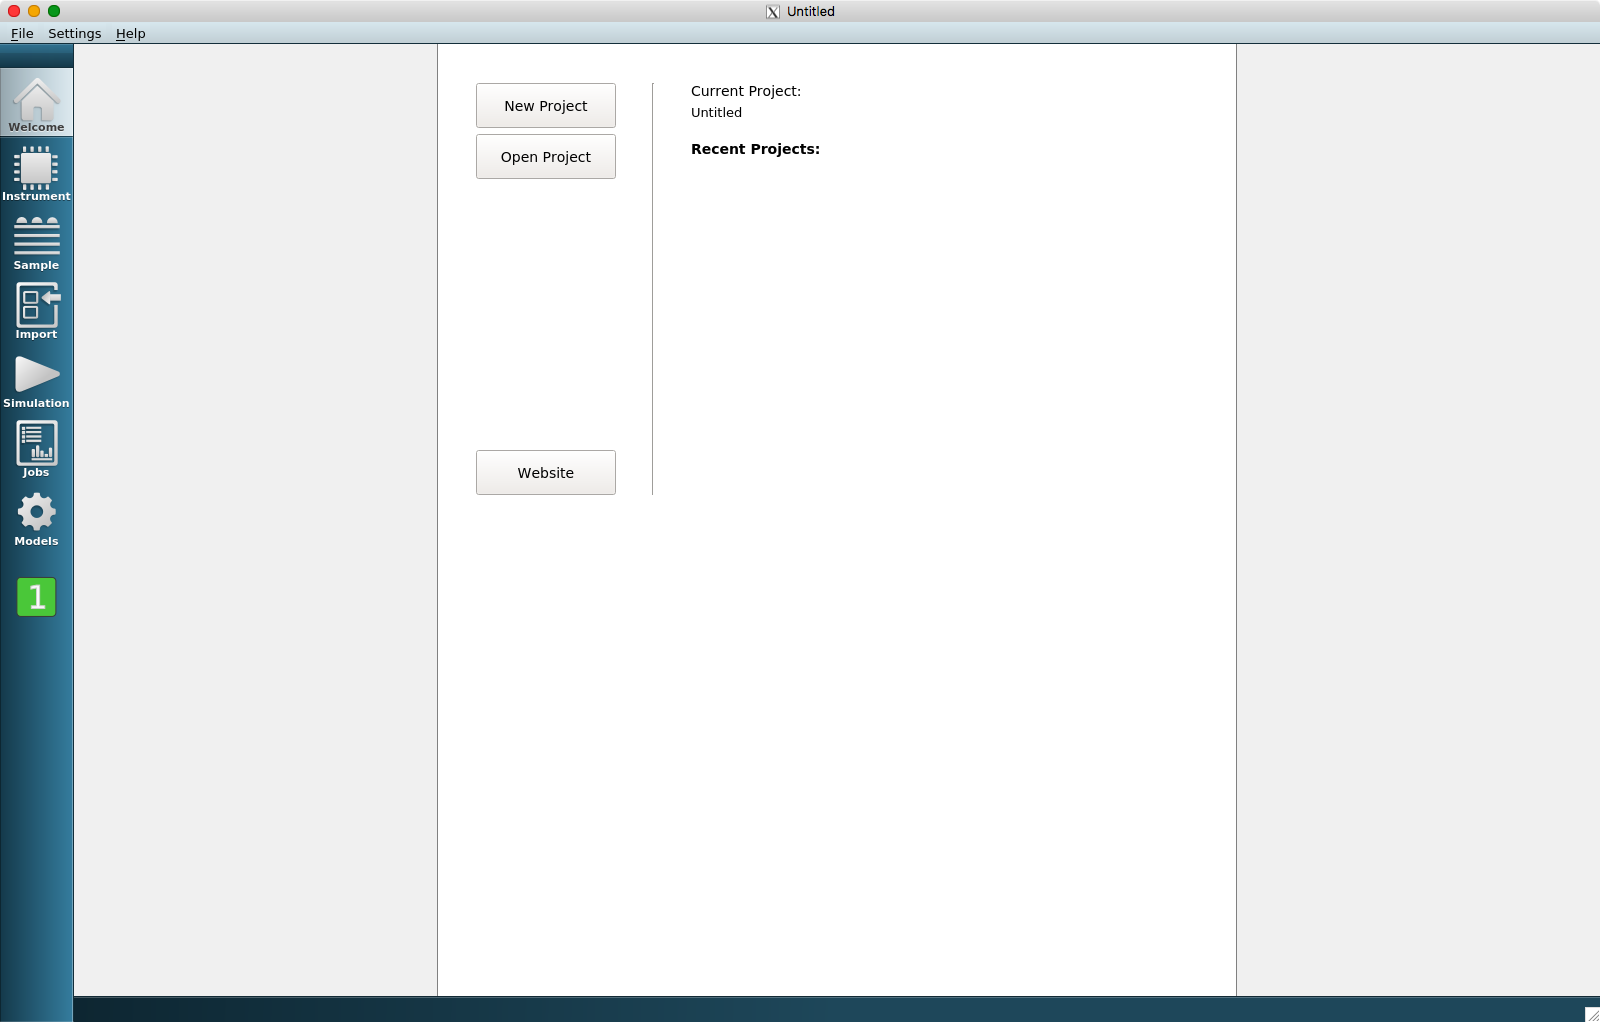 Untitled
File Settings Help
Welcome
Instrument
Sample
Import
Simulation
Jobs
Models
1
New Project
Open Project
Website
Current Project:
Untitled
Recent Projects: